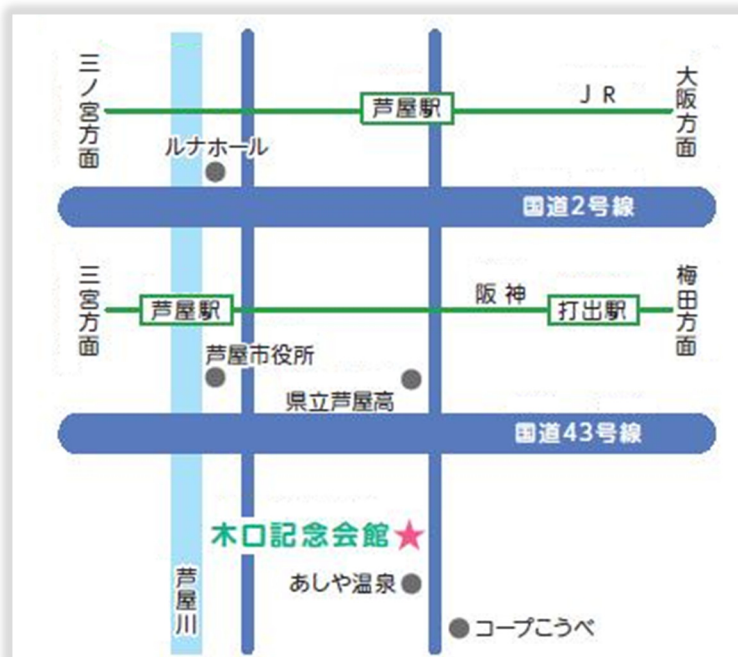 三ノ宮方面
芦屋駅
JR
大阪方面
ルナホール
国道2号線
三宮方面
芦屋駅
阪神
打出駅
梅田方面
芦屋市役所
県立芦屋高
国道43号線
木口記念会館
あしや温泉
芦屋川
コープこうべ